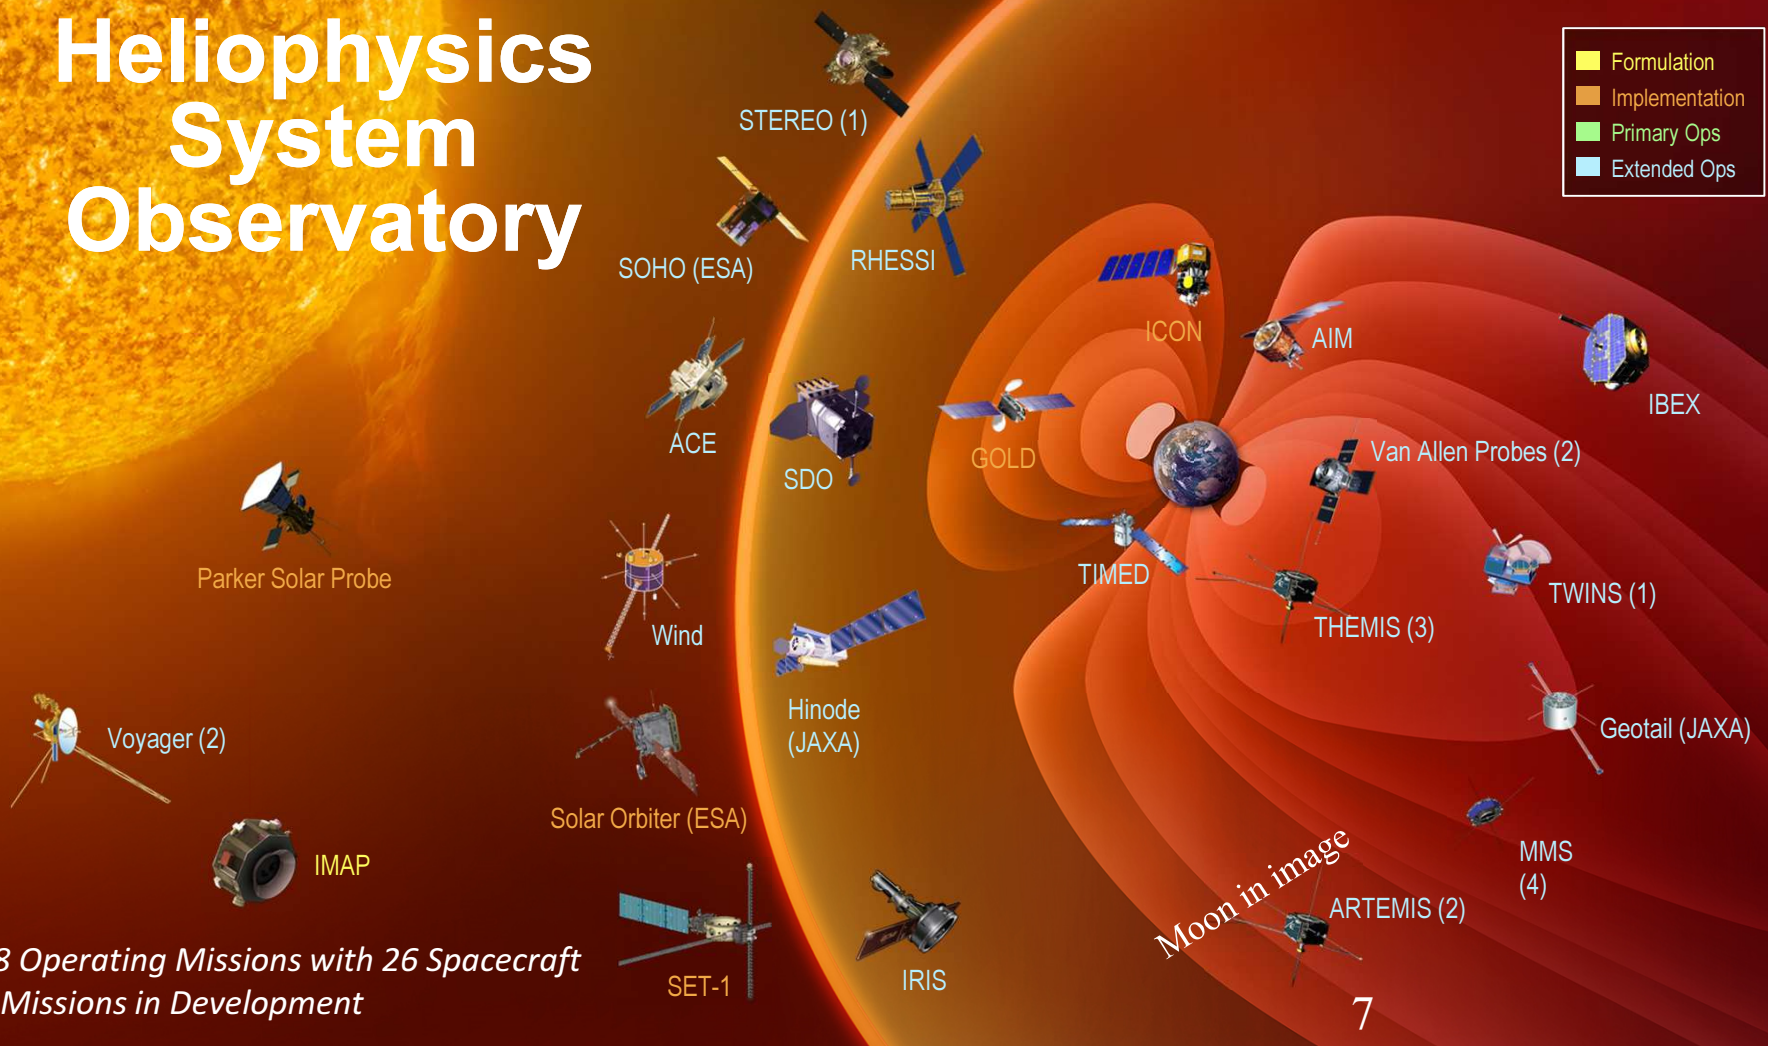 Heliophysics
System
Observatory
Formulation
Implementation
Primary Ops
Extended Ops
STEREO (1)
SOHO (ESA)
RHESSI
ICON
AIM
IBEX
ACE
SDO
GOLD
Van Allen Probes (2)
Parker Solar Probe
TIMED
TWINS (1)
Wind
THEMIS (3)
Hinode
(JAXA)
Voyager (2)
Geotail (JAXA)
Solar Orbiter (ESA)
IMAP
MMS
(4)
Moon in image
ARTEMIS (2)
8 Operating Missions with 26 Spacecraft
Missions in Development
SET-1
IRIS
7